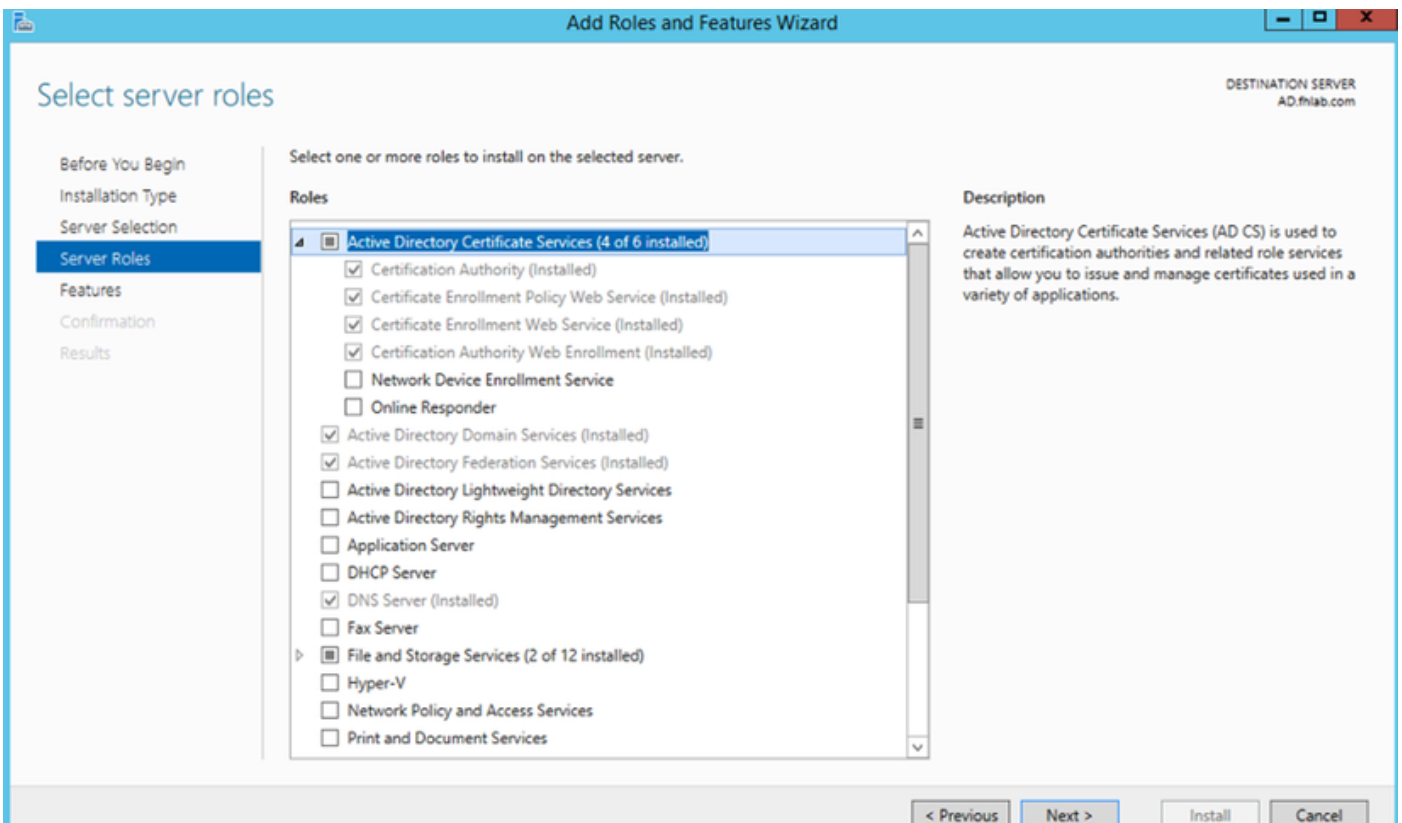 Add Roles and Features Wizard
Select server roles
DESTINATION SERVER
AD.fhlab.com
Before You Begin
Installation Type
Server Selection
Server Roles
Features
Confirmation
Results
Select one or more roles to install on the selected server.
Roles
Active Directory Certificate Services (4 of 6 installed)
Certification Authority (Installed)
Certificate Enrollment Policy Web Service (Installed)
Certificate Enrollment Web Service (Installed)
Certification Authority Web Enrollment (Installed)
Network Device Enrollment Service
Online Responder
Active Directory Domain Services (Installed)
Active Directory Federation Services (Installed)
Active Directory Lightweight Directory Services
Active Directory Rights Management Services
Application Server
DHCP Server
DNS Server (Installed)
Fax Server
File and Storage Services (2 of 12 installed)
Hyper-V
Network Policy and Access Services
Print and Document Services
Description
Active Directory Certificate Services (AD CS) is used to
create certification authorities and related role services
that allow you to issue and manage certificates used in a
variety of applications.
< Previous
Next >
Install
Cancel